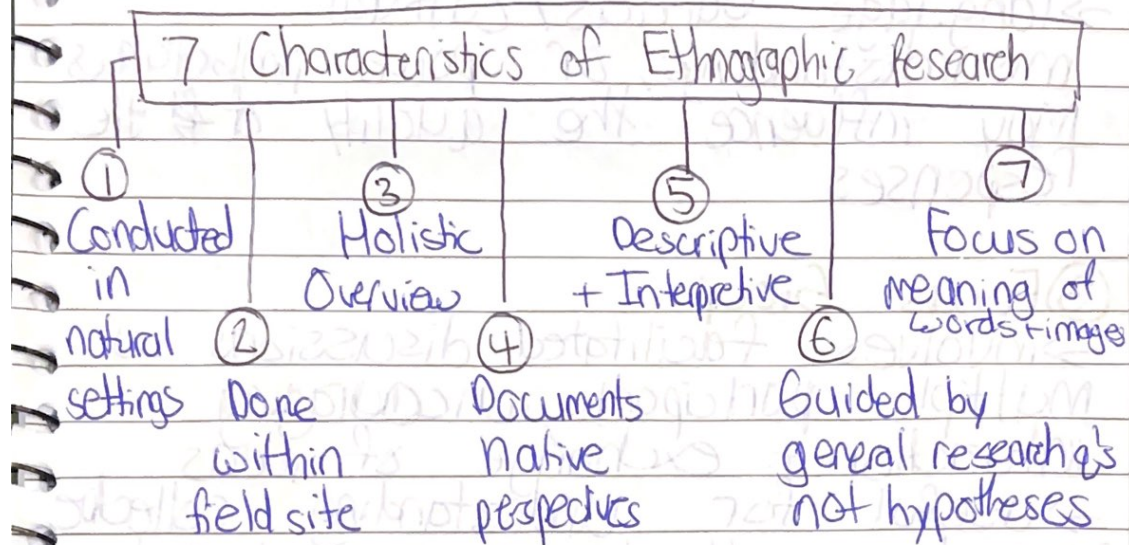 7 Characteristics of Ethnographic Research
①
Conducted
in
natural
settings
②
Done
within
field site
③
Holistic
Overview
④
Documents
native
perspectives
⑤
Descriptive
+ Interpretive
⑥
Guided by
general research q's
not hypotheses
⑦
Focus on
meaning of
words + images